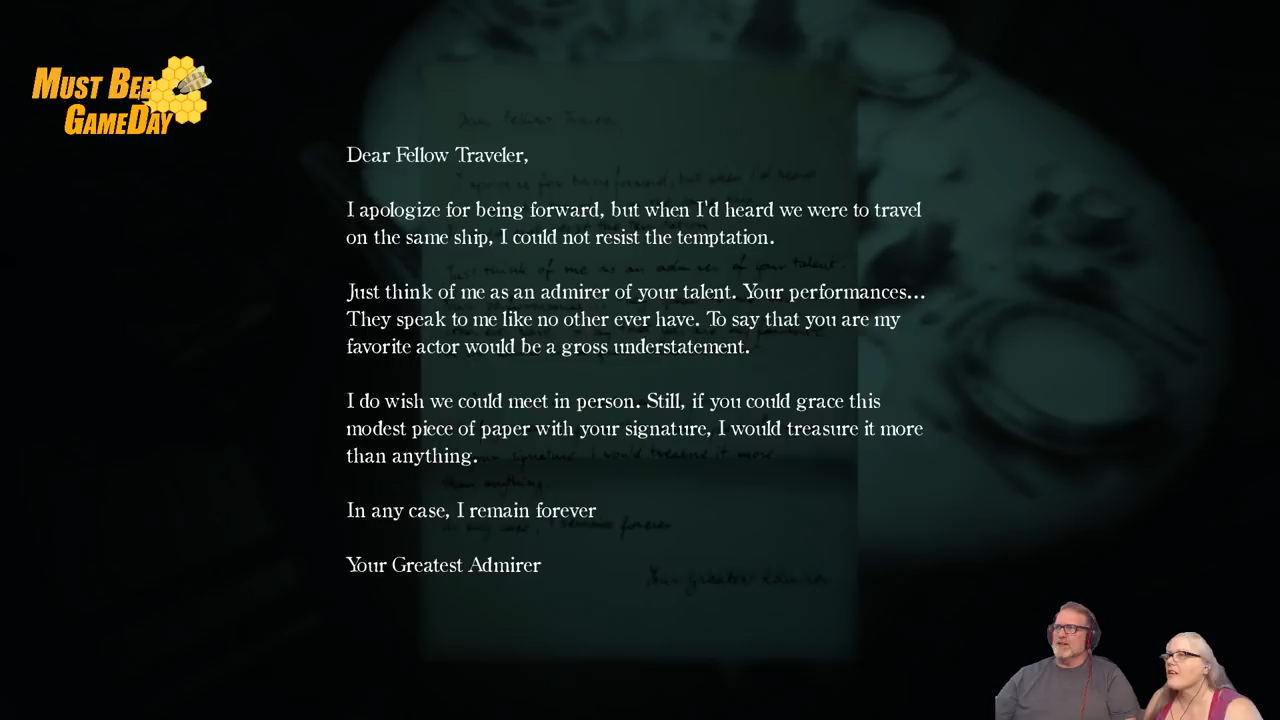 MUST BEE
GAMEDAY
Dear Fellow Traveler,
I apologize for being forward, but when I'd heard we were to travel
on the same ship, I could not resist the temptation.
Just think of me as an admirer of your talent. Your performances...
They speak to me like no other ever have. To say that you are my
favorite actor would be a gross understatement.
I do wish we could meet in person. Still, if you could grace this
modest piece of paper with your signature, I would treasure it more
than anything.
In any case, I remain forever
Your Greatest Admirer